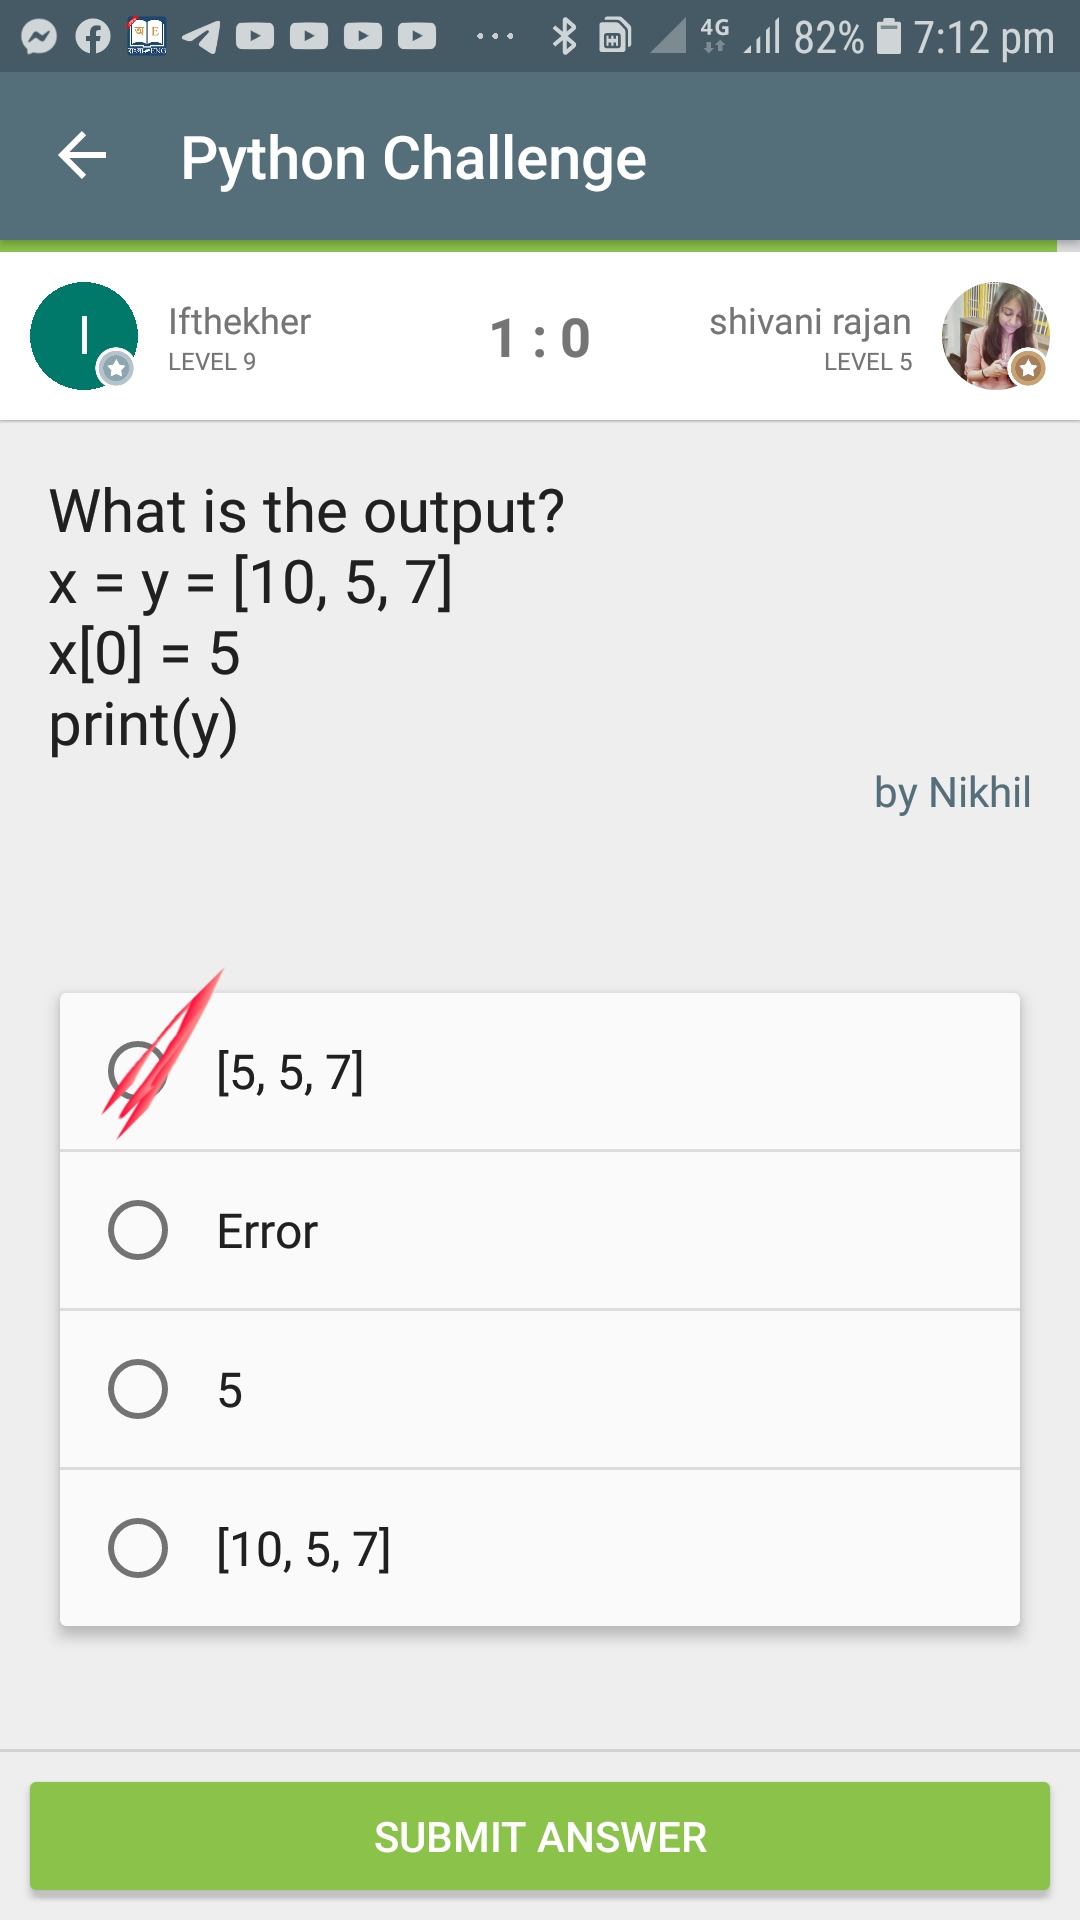 4G 82% 7:12 pm
Python Challenge
I Ifthekher 1 : 0 shivani rajan
LEVEL 9 LEVEL 5
What is the output?
x = y = [10, 5, 7]
x[0] = 5
print(y)
by Nikhil
[5, 5, 7]
Error
5
[10, 5, 7]
SUBMIT ANSWER